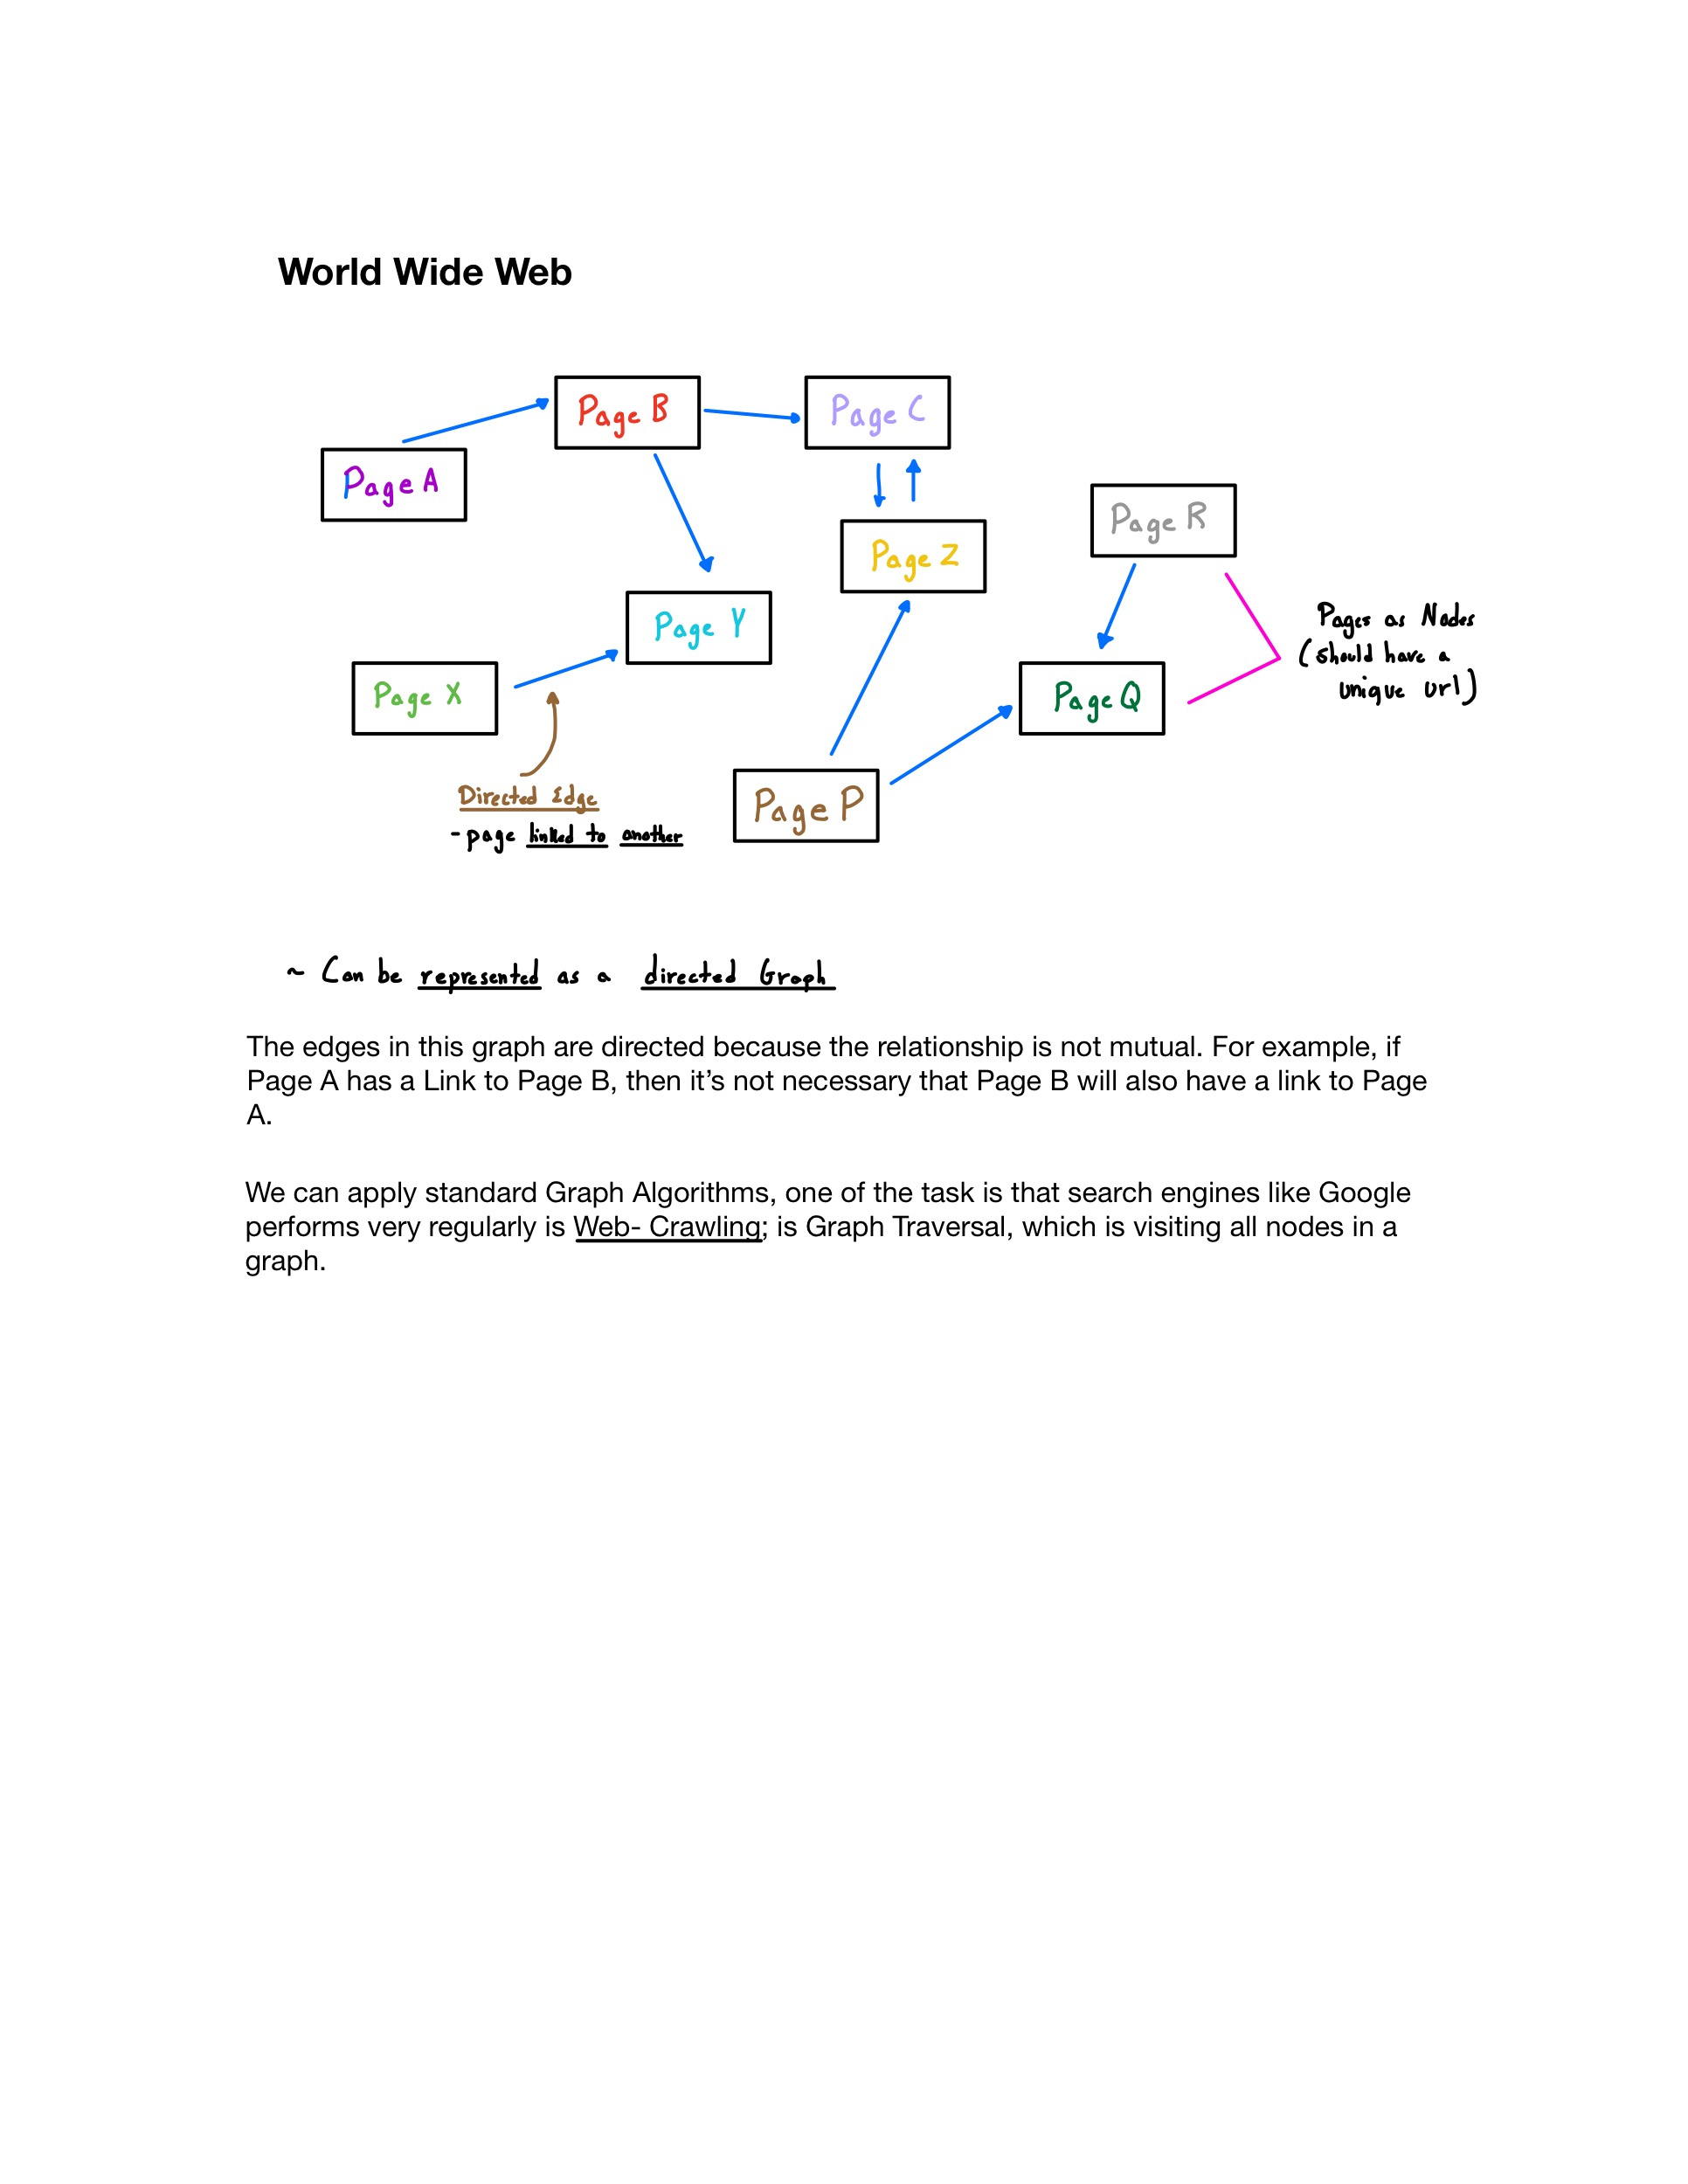 World Wide Web
Page B
Page C
Page A
Page R
Page Z
Page Y
Pages as Nodes
(should have a
unique url)
Page X
Page Q
Directed Edge
- page linked to another
Page P
~ Can be represented as a directed Graph
The edges in this graph are directed because the relationship is not mutual. For example, if
Page A has a Link to Page B, then it’s not necessary that Page B will also have a link to Page
A.
We can apply standard Graph Algorithms, one of the task is that search engines like Google
performs very regularly is Web- Crawling; is Graph Traversal, which is visiting all nodes in a
graph.